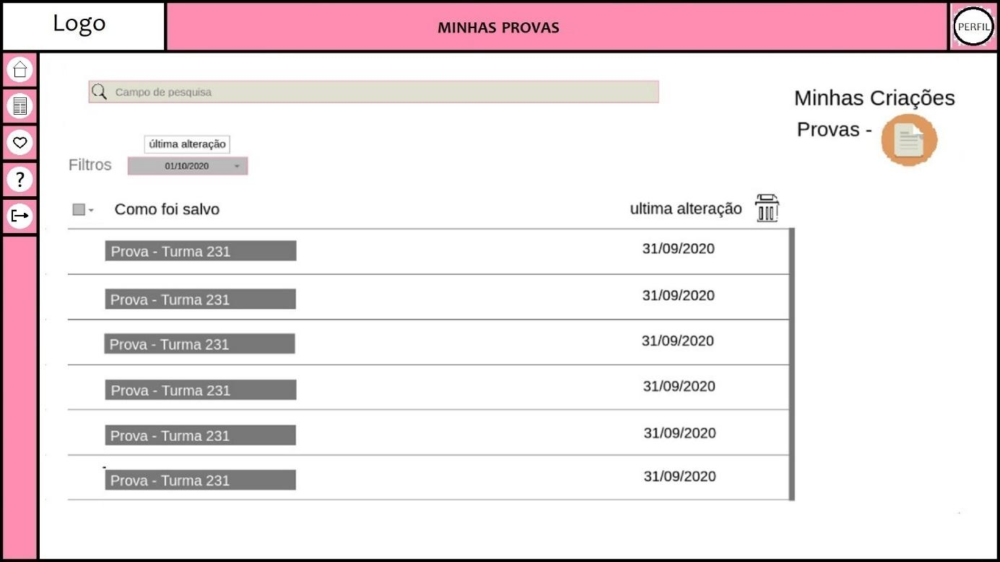 Logo
MINHAS PROVAS
PERFIL
Campo de pesquisa
Minhas Criações
Provas -
última alteração
Filtros
01/10/2020
?
Como foi salvo
ultima alteração
Prova - Turma 231
31/09/2020
Prova - Turma 231
31/09/2020
Prova - Turma 231
31/09/2020
Prova - Turma 231
31/09/2020
Prova - Turma 231
31/09/2020
Prova - Turma 231
31/09/2020